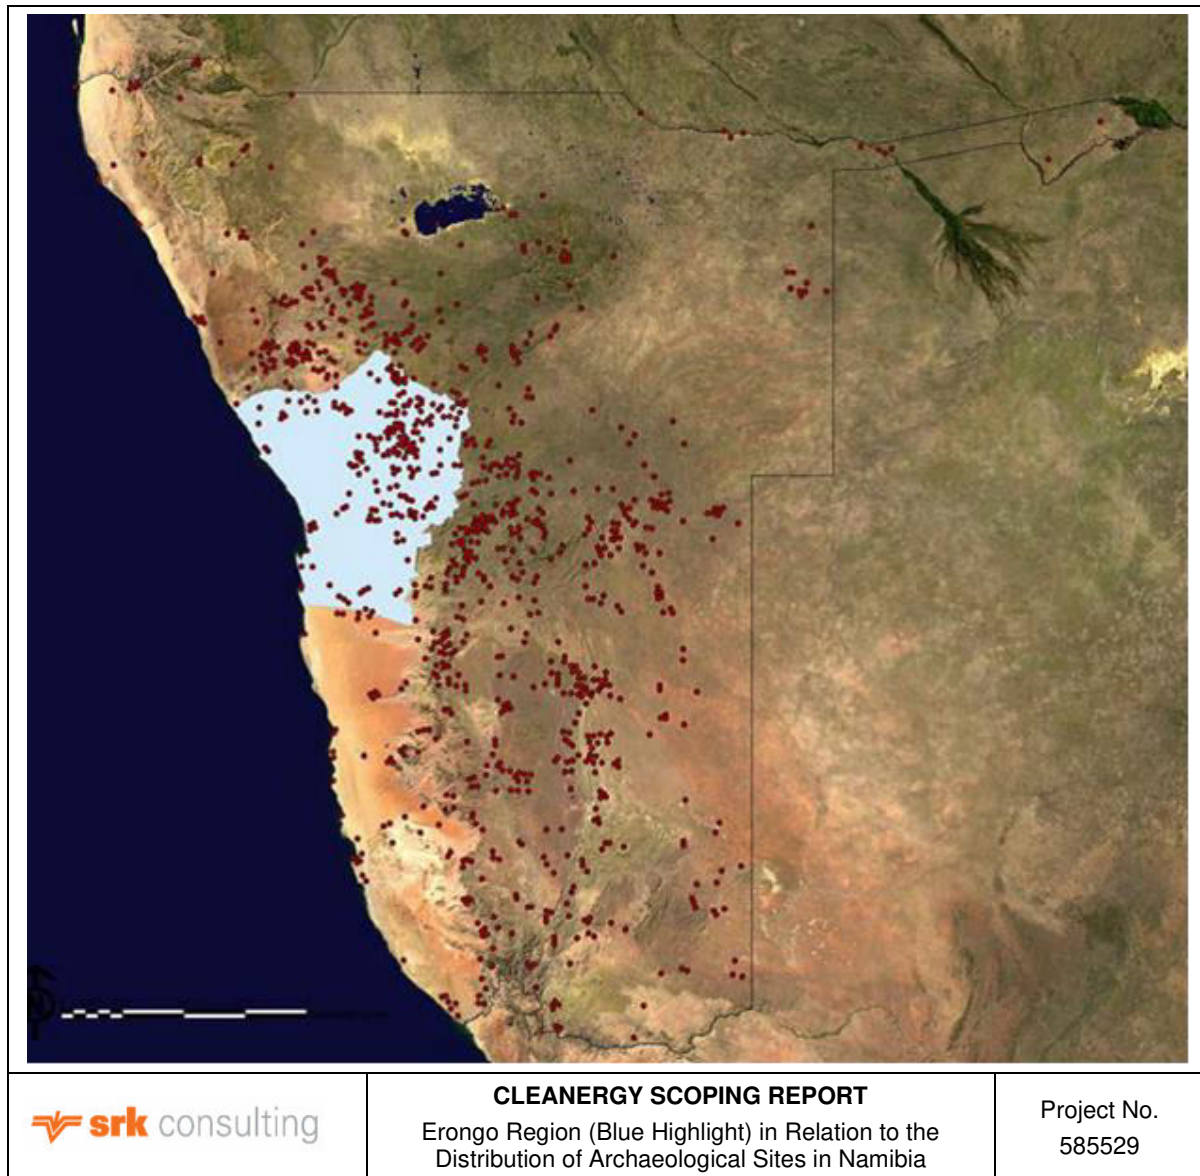 srk consulting
CLEANERGY SCOPING REPORT
Erongo Region (Blue Highlight) in Relation to the
Distribution of Archaeological Sites in Namibia
Project No.
585529